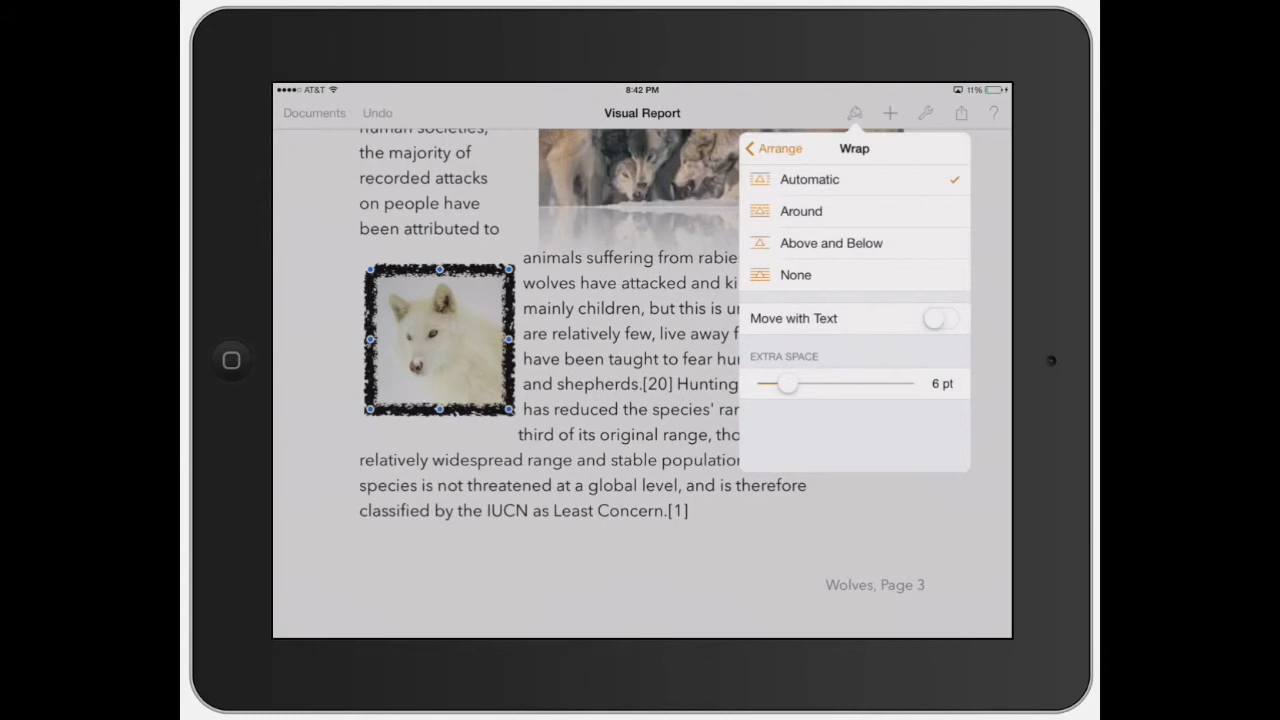 AT&T
8:42 PM
11%
Documents
Undo
Visual Report
?
human societies,
the majority of
recorded attacks
on people have
been attributed to
animals suffering from rabie
wolves have attacked and ki
mainly children, but this is u
are relatively few, live away f
have been taught to fear hu
and shepherds.[20] Hunting
has reduced the species' ra
third of its original range, tho
relatively widespread range and stable population
species is not threatened at a global level, and is therefore
classified by the IUCN as Least Concern.[1]
Wolves, Page 3
Arrange
Wrap
Automatic
Around
Above and Below
None
Move with Text
EXTRA SPACE
6 pt